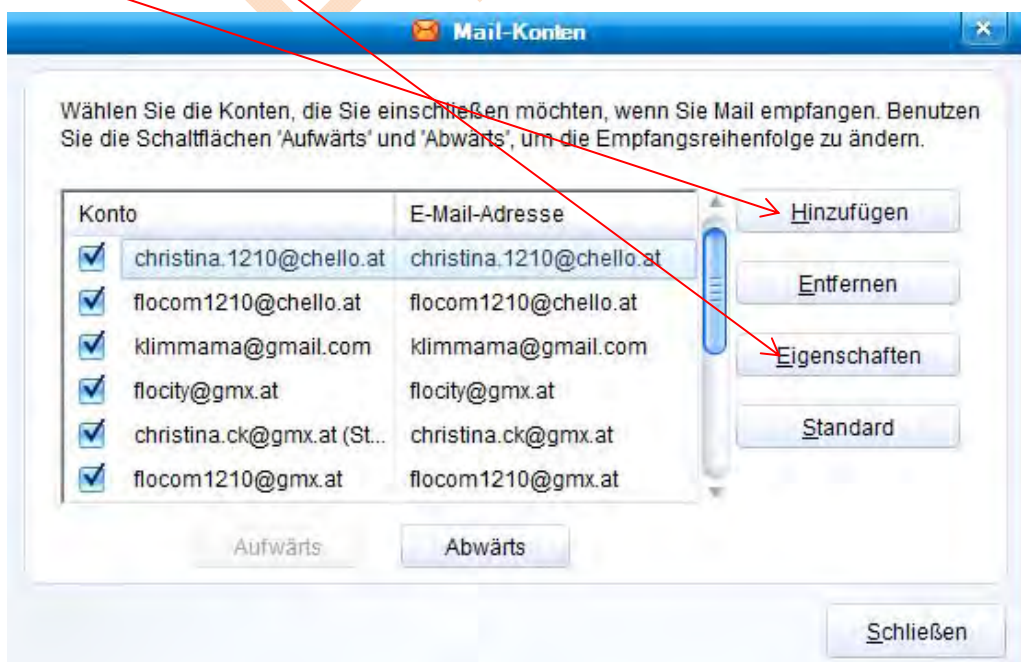 Mail-Konten
Wählen Sie die Konten, die Sie einschließen möchten, wenn Sie Mail empfangen. Benutzen
Sie die Schaltflächen 'Aufwärts' und 'Abwärts', um die Empfangsreihenfolge zu ändern.
Konto E-Mail-Adresse
christina.1210@chello.at christina.1210@chello.at
flocom1210@chello.at flocom1210@chello.at
klimmama@gmail.com klimmama@gmail.com
flocity@gmx.at flocity@gmx.at
christina.ck@gmx.at (St... christina.ck@gmx.at
flocom1210@gmx.at flocom1210@gmx.at
Hinzufügen
Entfernen
Eigenschaften
Standard
Aufwärts Abwärts
Schließen